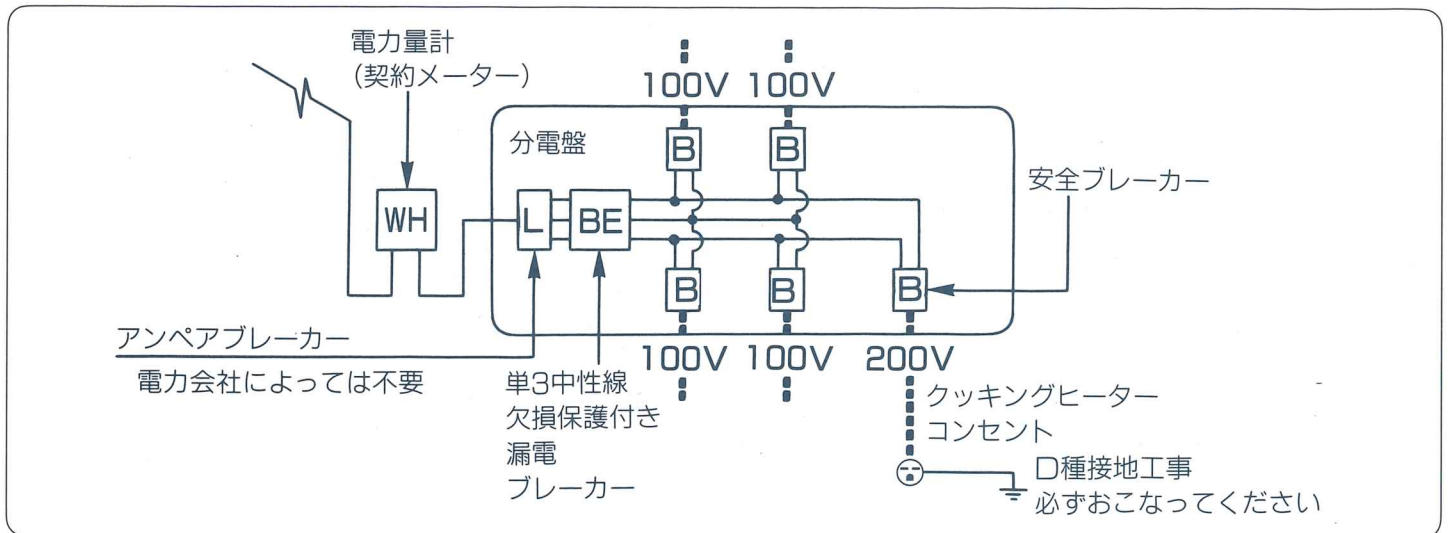 電力量計
（契約メーター）
100V 100V
分電盤
B B
安全ブレーカー
WH
L
BE
B B B
アンペアブレーカー
電力会社によっては不要
100V 100V 200V
単3中性線
欠損保護付き
漏電
ブレーカー
クッキングヒーター
コンセント
D種接地工事
必ずおこなってください